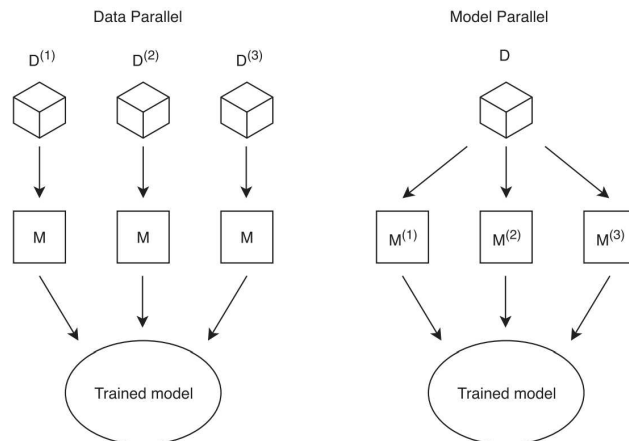 Data Parallel
D(1) D(2) D(3)
M M M
Trained model
Model Parallel
D
M(1) M(2) M(3)
Trained model